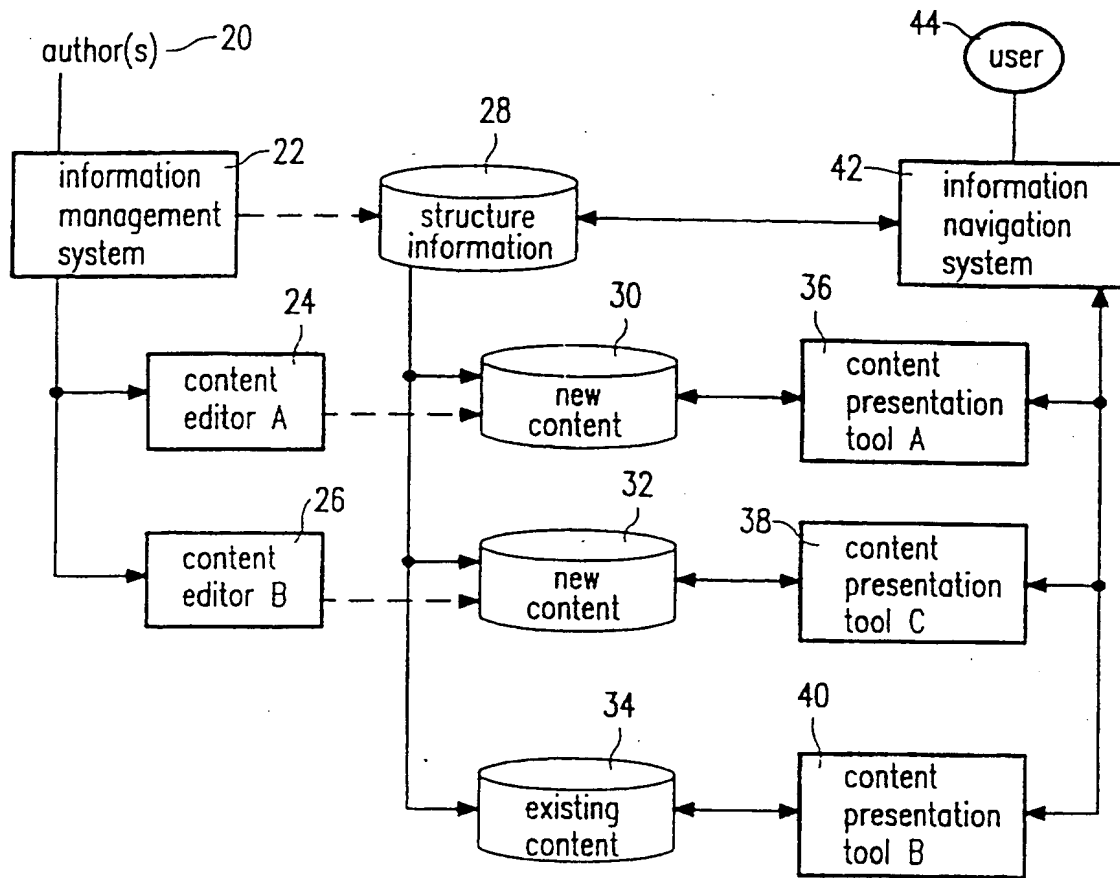 author(s) 20
44
user
22
information
management
system
28
structure
information
42
information
navigation
system
24
content
editor A
30
new
content
36
content
presentation
tool A
26
content
editor B
32
new
content
38
content
presentation
tool C
34
existing
content
40
content
presentation
tool B